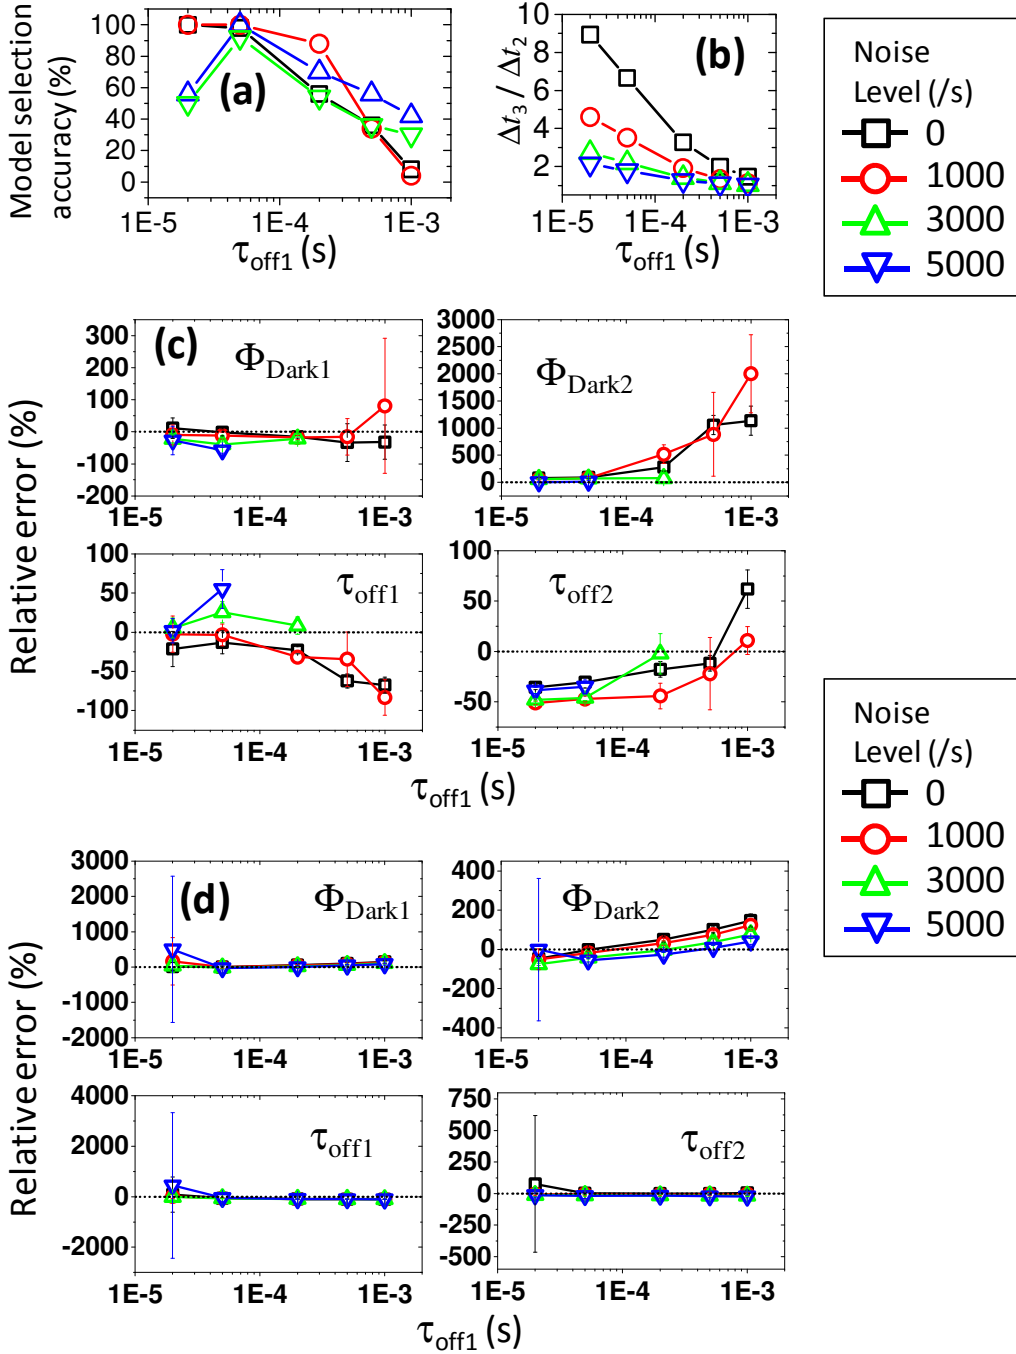 Model selection
accuracy (%)
120
100
80
60
40
20
0
(a)
1E-5 1E-4 1E-3
τoff1 (s)
Δt3 / Δt2
10
8
6
4
2
(b)
1E-5 1E-4 1E-3
τoff1 (s)
Noise
Level (/s)
0
1000
3000
5000
Relative error (%)
300
200
100
0
-100
-200
(c)
ΦDark1
1E-5 1E-4 1E-3
3000
2500
2000
1500
1000
500
0
ΦDark2
1E-5 1E-4 1E-3
100
50
0
-50
-100
τoff1
1E-5 1E-4 1E-3
100
50
0
-50
τoff2
1E-5 1E-4 1E-3
τoff1 (s)
Noise
Level (/s)
0
1000
3000
5000
Relative error (%)
3000
2000
1000
0
-1000
-2000
(d)
ΦDark1
1E-5 1E-4 1E-3
400
200
0
-200
-400
ΦDark2
1E-5 1E-4 1E-3
4000
2000
0
-2000
τoff1
1E-5 1E-4 1E-3
750
500
250
0
-250
-500
τoff2
1E-5 1E-4 1E-3
τoff1 (s)